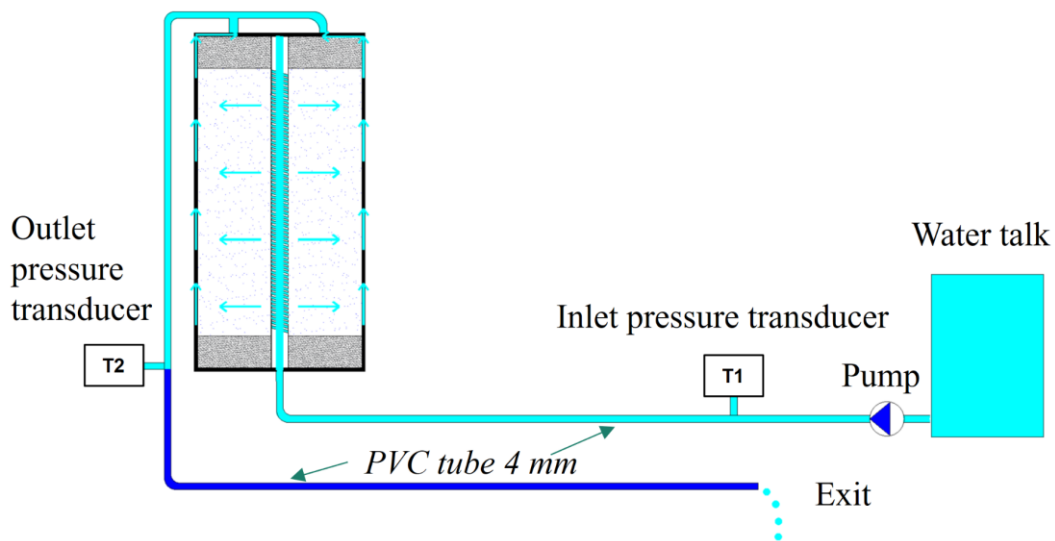 Outlet
pressure
transducer
T2
Water talk
Inlet pressure transducer
T1
Pump
PVC tube 4 mm
Exit